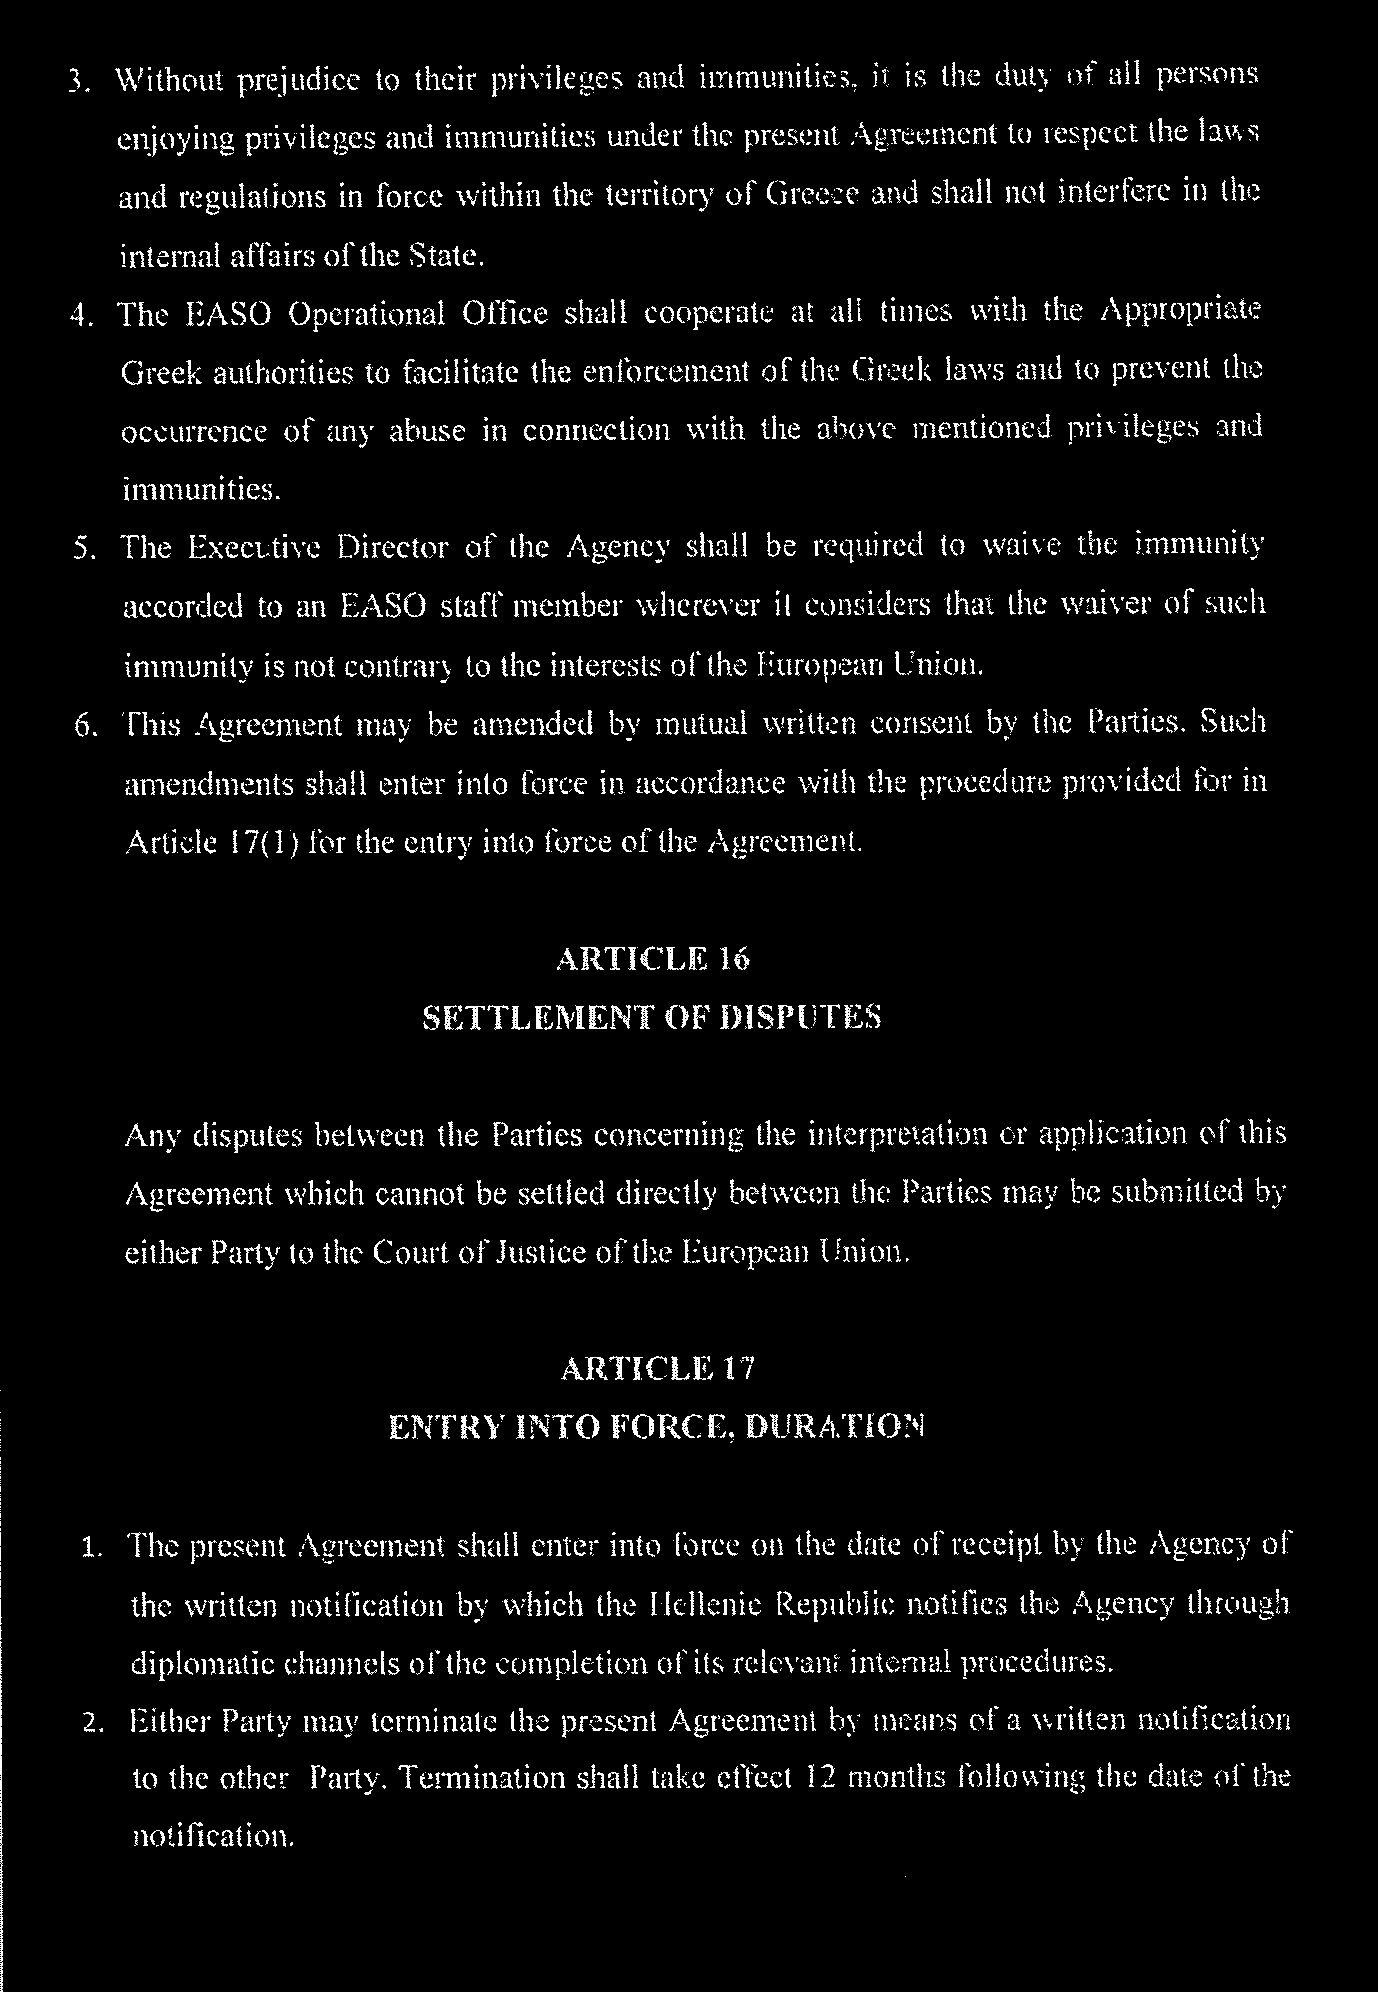 3. Without prejudice to their privileges and immunities, it is the duty of all persons
enjoying privileges and immunities under the present Agreement to respect the laws
and regulations in force within the territory of Greece and shall not interfere in the
internal affairs of the State.
4. The EASO Operational Office shall cooperate at all times with the Appropriate
Greek authorities to facilitate the enforcement of the Greek laws and to prevent the
occurrence of any abuse in connection with the above mentioned privileges and
immunities.
5. The Executive Director of the Agency shall be required to waive the immunity
accorded to an EASO staff member wherever it considers that the waiver of such
immunity is not contrary to the interests of the European Union.
6. This Agreement may be amended by mutual written consent by the Parties. Such
amendments shall enter into force in accordance with the procedure provided for in
Article 17(1) for the entry into force of the Agreement.
ARTICLE 16
SETTLEMENT OF DISPUTES
Any disputes between the Parties concerning the interpretation or application of this
Agreement which cannot be settled directly between the Parties may be submitted by
either Party to the Court of Justice of the European Union.
ARTICLE 17
ENTRY INTO FORCE, DURATION
1. The present Agreement shall enter into force on the date of receipt by the Agency of
the written notification by which the Hellenic Republic notifies the Agency through
diplomatic channels of the completion of its relevant internal procedures.
2. Either Party may terminate the present Agreement by means of a written notification
to the other Party. Termination shall take effect 12 months following the date of the
notification.